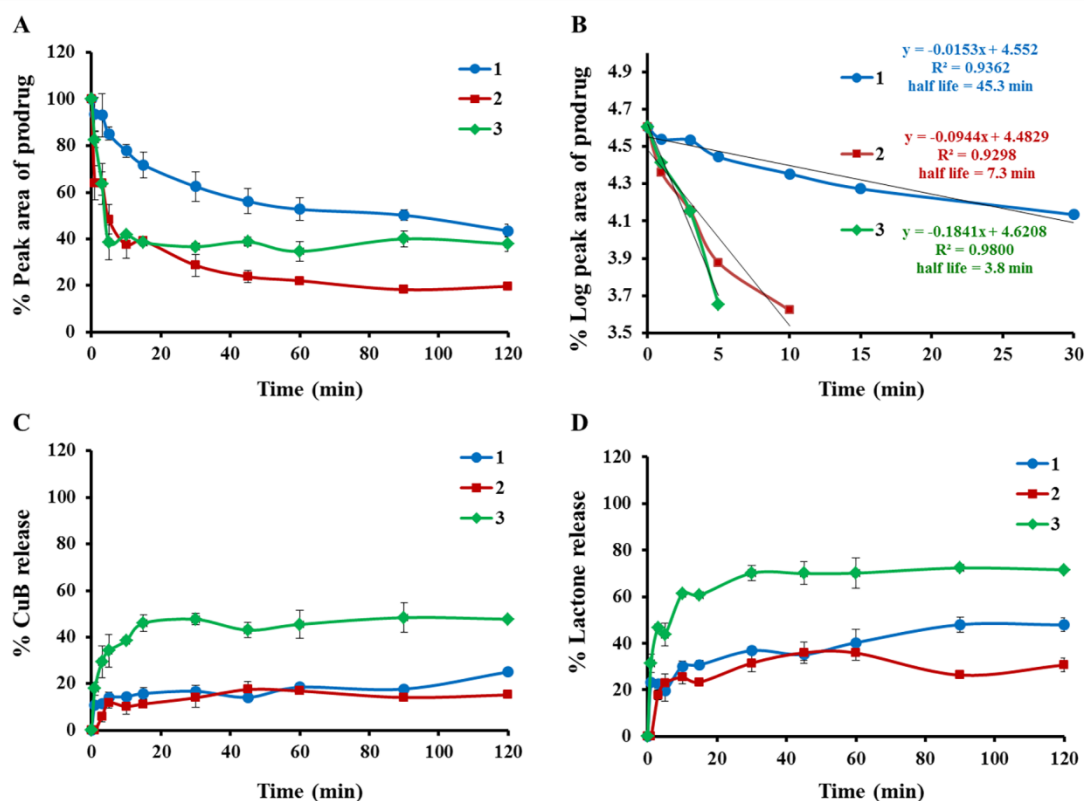 A
% Peak area of prodrug
120
100
80
60
40
20
0
0 20 40 60 80 100 120
Time (min)
1
2
3
B
% Log peak area of prodrug
4.9
4.7
4.5
4.3
4.1
3.9
3.7
3.5
0 5 10 15 20 25 30
Time (min)
1
y = -0.0153x + 4.552
R² = 0.9362
half life = 45.3 min
2
y = -0.0944x + 4.4829
R² = 0.9298
half life = 7.3 min
3
y = -0.1841x + 4.6208
R² = 0.9800
half life = 3.8 min
C
% CuB release
120
100
80
60
40
20
0
0 20 40 60 80 100 120
Time (min)
1
2
3
D
% Lactone release
120
100
80
60
40
20
0
0 20 40 60 80 100 120
Time (min)
1
2
3